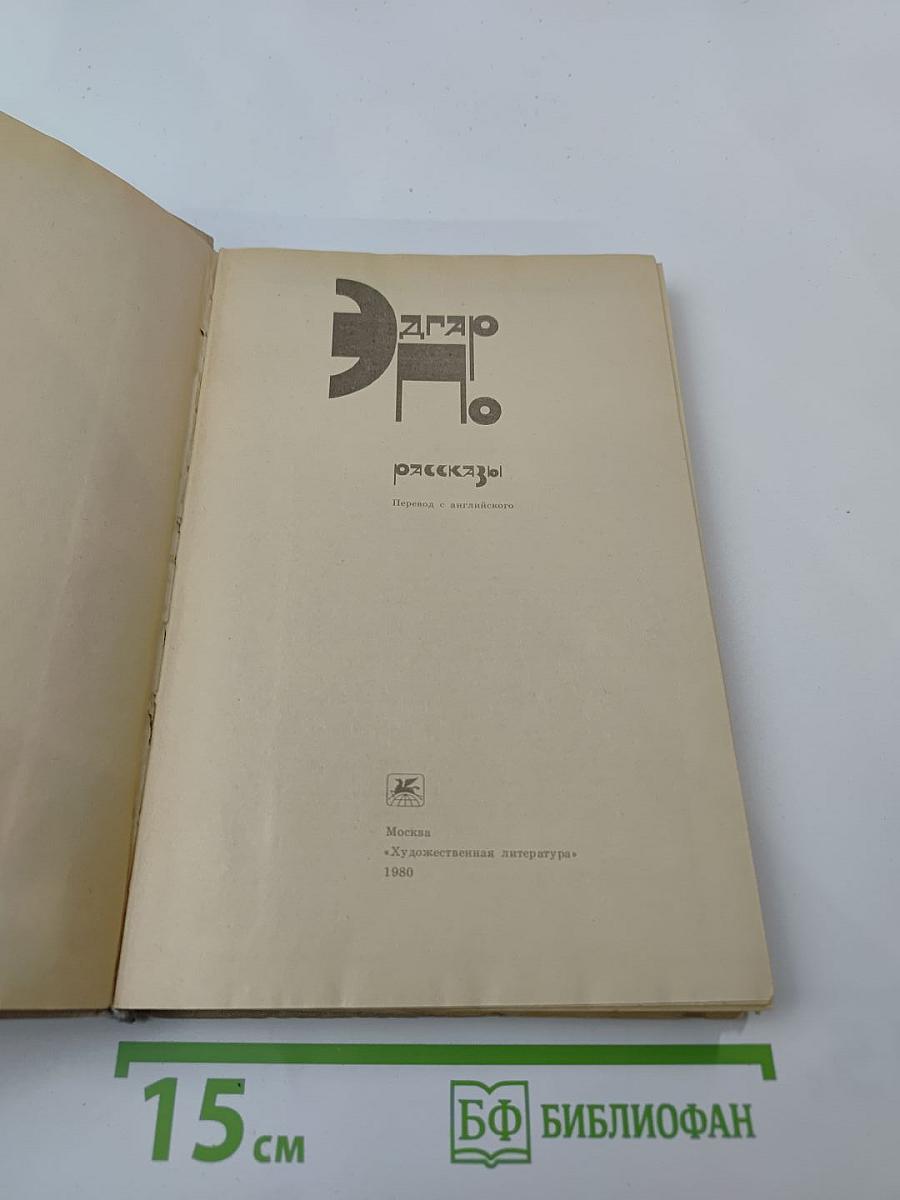 Эдгар
По
рассказы
Перевод с английского
Москва
«Художественная литература»
1980
15 см
БФ БИБЛИОФАН